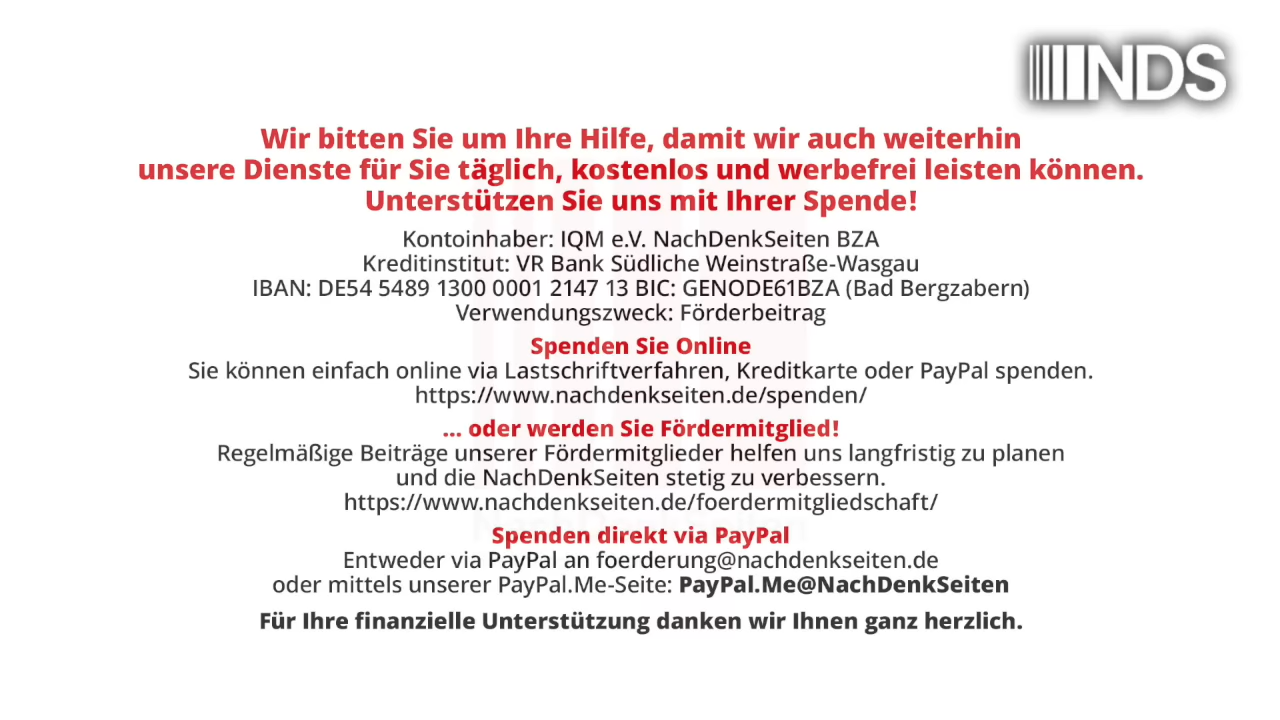 NDS
Wir bitten Sie um Ihre Hilfe, damit wir auch weiterhin
unsere Dienste für Sie täglich, kostenlos und werbefrei leisten können.
Unterstützen Sie uns mit Ihrer Spende!
Kontoinhaber: IQM e.V. NachDenkSeiten BZA
Kreditinstitut: VR Bank Südliche Weinstraße-Wasgau
IBAN: DE54 5489 1300 0001 2147 13 BIC: GENODE61BZA (Bad Bergzabern)
Verwendungszweck: Förderbeitrag
Spenden Sie Online
Sie können einfach online via Lastschriftverfahren, Kreditkarte oder PayPal spenden.
https://www.nachdenkseiten.de/spenden/
... oder werden Sie Fördermitglied!
Regelmäßige Beiträge unserer Fördermitglieder helfen uns langfristig zu planen
und die NachDenkSeiten stetig zu verbessern.
https://www.nachdenkseiten.de/foerdermitgliedschaft/
Spenden direkt via PayPal
Entweder via PayPal an foerderung@nachdenkseiten.de
oder mittels unserer PayPal.Me-Seite: PayPal.Me@NachDenkSeiten
Für Ihre finanzielle Unterstützung danken wir Ihnen ganz herzlich.